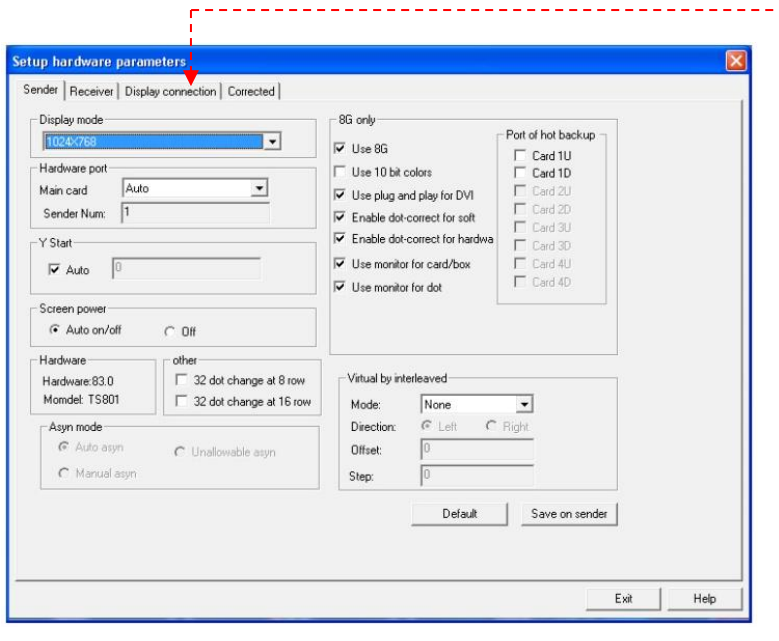 Setup hardware parameters
Sender Receiver Display connection Corrected
Display mode
1024X768
Hardware port
Main card Auto
Sender Num: 1
Y Start
Auto 0
Screen power
Auto on/off Off
Hardware
Hardware:83.0
Momdel: TS801
other
32 dot change at 8 row
32 dot change at 16 row
Asyn mode
Auto asyn Unallowable asyn
Manual asyn
8G only
Use 8G
Use 10 bit colors
Use plug and play for DVI
Enable dot-correct for soft
Enable dot-correct for hardwa
Use monitor for card/box
Use monitor for dot
Port of hot backup
Card 1U
Card 1D
Card 2U
Card 2D
Card 3U
Card 3D
Card 4U
Card 4D
Virtual by interleaved
Mode: None
Direction: Left Right
Offset: 0
Step: 0
Default Save on sender
Exit Help